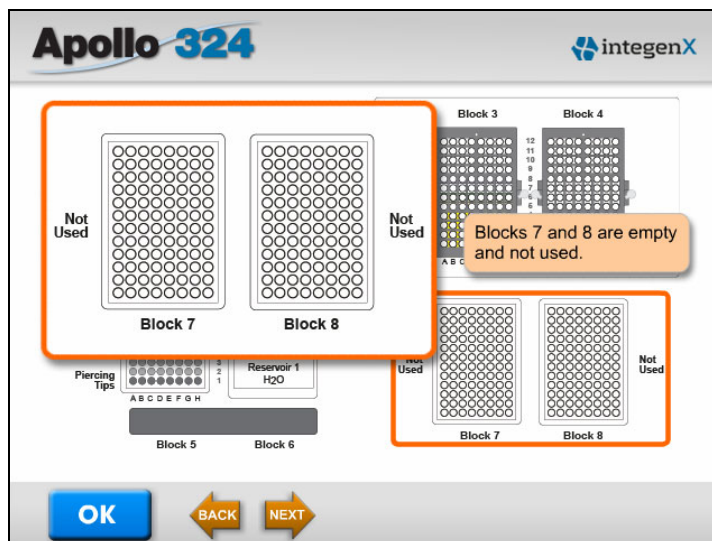 Apollo 324
integenX
Not
Used
Not
Used
Block 7
Block 8
Block 3
Block 4
12
11
10
9
8
7
6
5
A B C
Blocks 7 and 8 are empty
and not used.
Piercing
Tips
3
2
1
A B C D E F G H
Reservoir 1
H2O
Block 5
Block 6
Not
Used
Not
Used
Block 7
Block 8
OK
BACK
NEXT